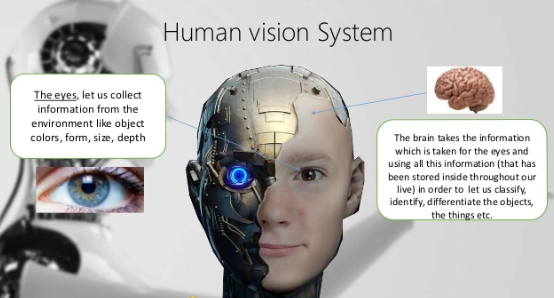 Human vision System
The eyes, let us collect
information from the
environment like object
colors, form, size, depth
The brain takes the information
which is taken for the eyes and
using all this information (that has
been stored inside throughout our
live) in order to let us classify,
identify, differentiate the objects,
the things etc.